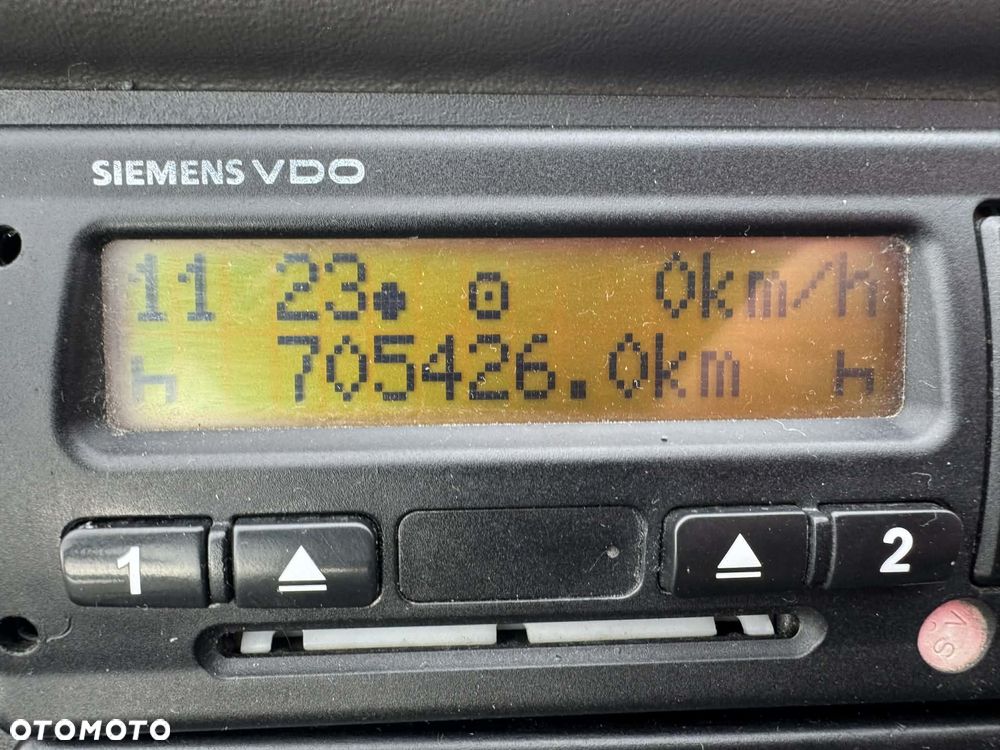 SIEMENS VDO
11 23 0km/h
705426.0km
1 2
S V
OTOMOTO